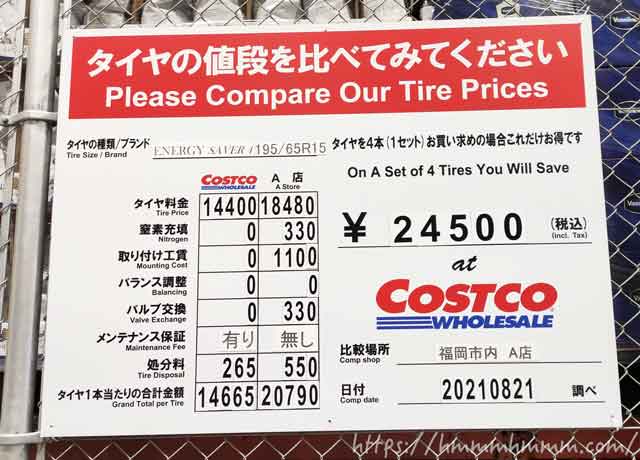 タイヤの値段を比べてみてください
Please Compare Our Tire Prices
タイヤの種類/ブランド ENERGY SAVER 4 195/65R15
Tire Size / Brand
タイヤを4本(1セット)お買い求めの場合これだけお得です
On A Set of 4 Tires You Will Save
COSTCO WHOLESALE A 店
A Store
タイヤ料金 14400 18480
Tire Price
窒素充填 0 330
Nitrogen
取り付け工賃 0 1100
Mounting Cost
バランス調整 0 0
Balancing
バルブ交換 0 330
Valve Exchange
メンテナンス保証 有り 無し
Maintenance Fee
処分料 265 550
Tire Disposal
タイヤ1本当たりの合計金額 14665 20790
Grand Total per Tire
¥ 24500 (税込)
(incl. Tax)
at
COSTCO
WHOLESALE
比較場所 福岡市内 A店
Comp shop
日付 20210821 調べ
Comp date
https://hmmmhmmm.com/